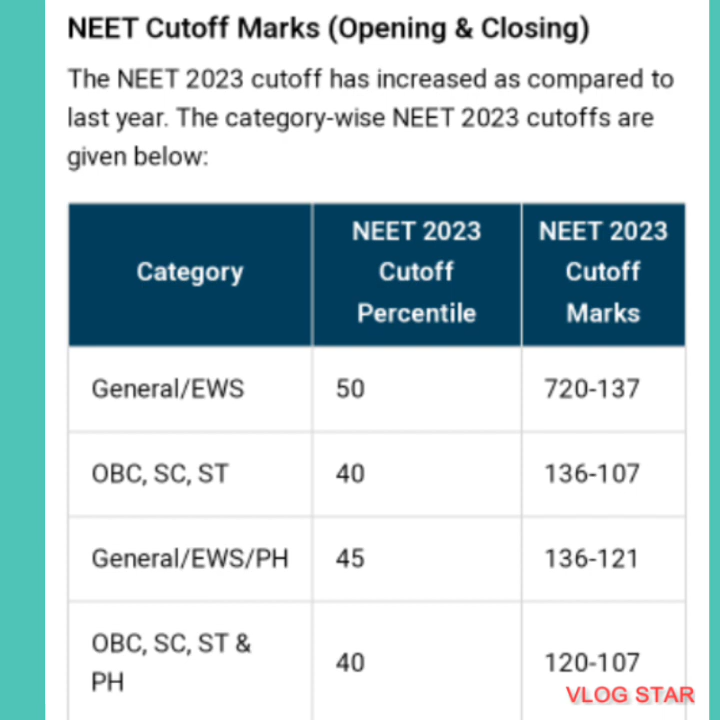 NEET Cutoff Marks (Opening & Closing)
The NEET 2023 cutoff has increased as compared to
last year. The category-wise NEET 2023 cutoffs are
given below:
Category
NEET 2023
Cutoff
Percentile
NEET 2023
Cutoff
Marks
General/EWS 50 720-137
OBC, SC, ST 40 136-107
General/EWS/PH 45 136-121
OBC, SC, ST &
PH
40 120-107
VLOG STAR